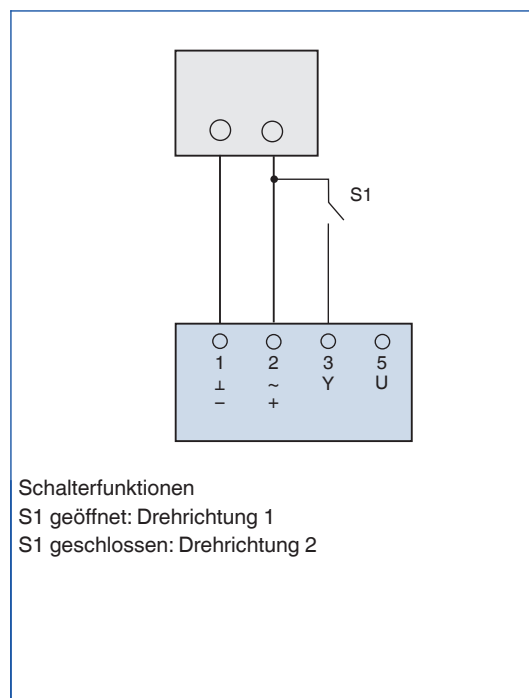 S1
1 2 3 5
⊥ ~ Y U
− +
Schalterfunktionen
S1 geöffnet: Drehrichtung 1
S1 geschlossen: Drehrichtung 2